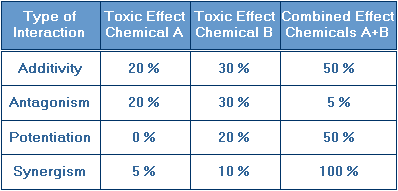 Type of Interaction Toxic Effect Chemical A Toxic Effect Chemical B Combined Effect Chemicals A+B
Additivity 20 % 30 % 50 %
Antagonism 20 % 30 % 5 %
Potentiation 0 % 20 % 50 %
Synergism 5 % 10 % 100 %